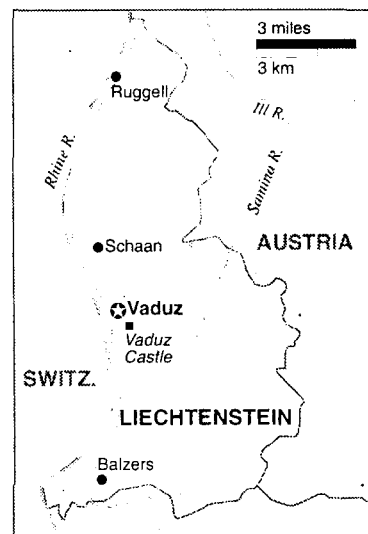 3 miles
3 km
Ruggell
Ill R.
Rhine R.
Samina R.
Schaan
AUSTRIA
Vaduz
Vaduz
Castle
SWITZ.
LIECHTENSTEIN
Balzers